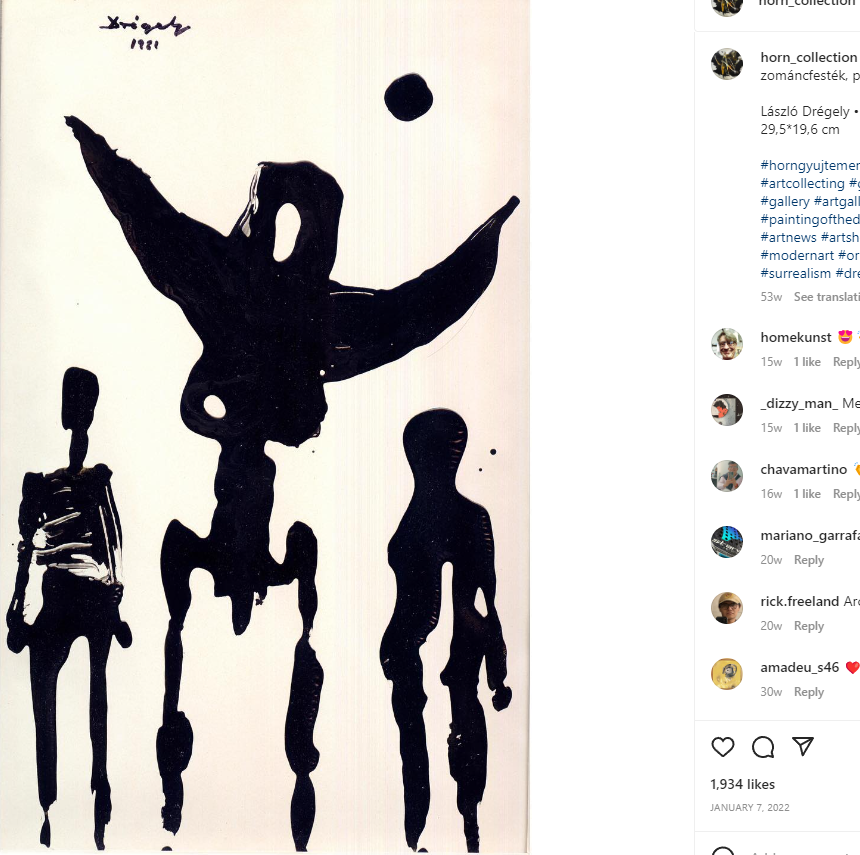 Drégely
1981
horn_collection
horn_collection
zománcfesték, p
László Drégely •
29,5*19,6 cm
#horngyujtemer
#artcollecting #g
#gallery #artgall
#paintingofthed
#artnews #artsh
#modernart #or
#surrealism #dre
53w See translati
homekunst 😍
15w 1 like Reply
_dizzy_man_ Me
15w 1 like Reply
chavamartino
16w 1 like Reply
mariano_garrafa
20w Reply
rick.freeland Arc
20w Reply
amadeu_s46 ❤️
30w Reply
1,934 likes
JANUARY 7, 2022